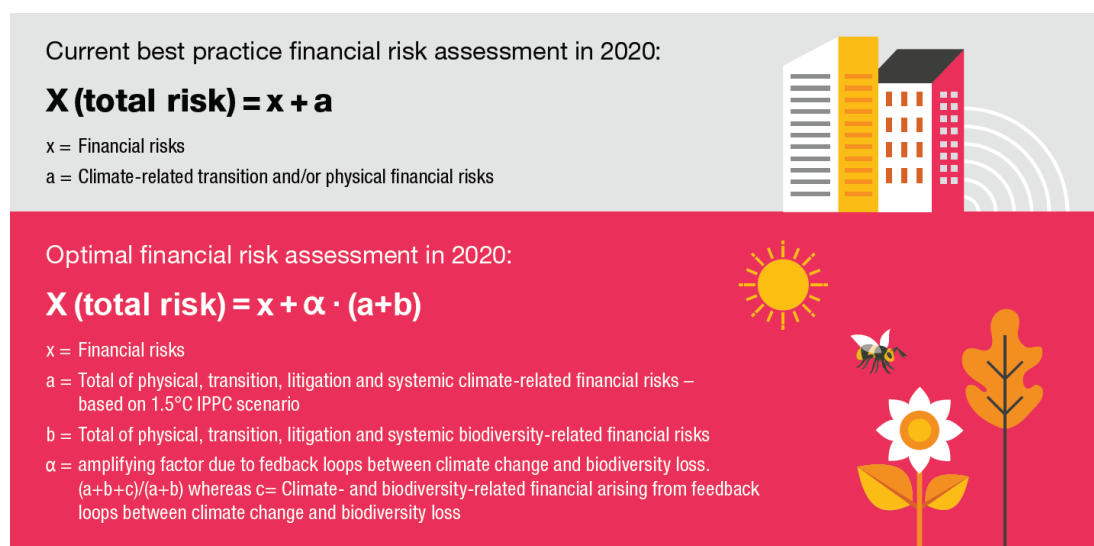 Current best practice financial risk assessment in 2020:
X (total risk) = x + a
x = Financial risks
a = Climate-related transition and/or physical financial risks
Optimal financial risk assessment in 2020:
X (total risk) = x + α · (a+b)
x = Financial risks
a = Total of physical, transition, litigation and systemic climate-related financial risks –
based on 1.5°C IPPC scenario
b = Total of physical, transition, litigation and systemic biodiversity-related financial risks
α = amplifying factor due to fedback loops between climate change and biodiversity loss.
(a+b+c)/(a+b) whereas c= Climate- and biodiversity-related financial arising from feedback
loops between climate change and biodiversity loss